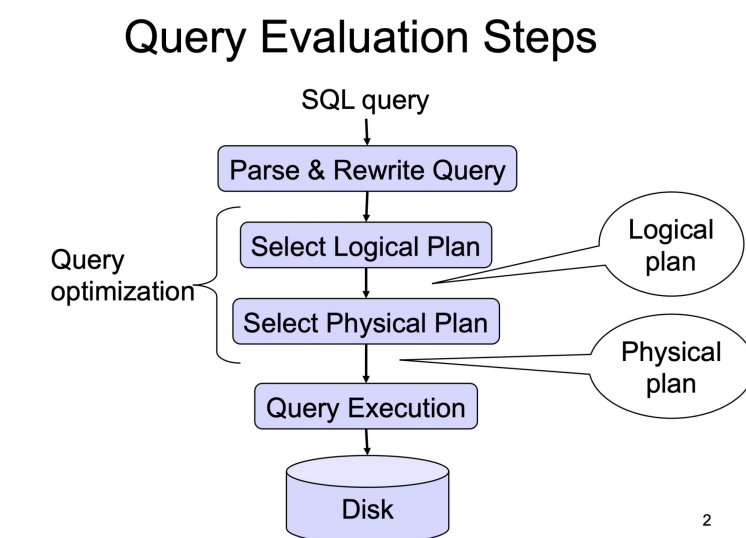 Query Evaluation Steps
SQL query
Parse & Rewrite Query
Select Logical Plan
Logical
plan
Query
optimization
Select Physical Plan
Physical
plan
Query Execution
Disk
2